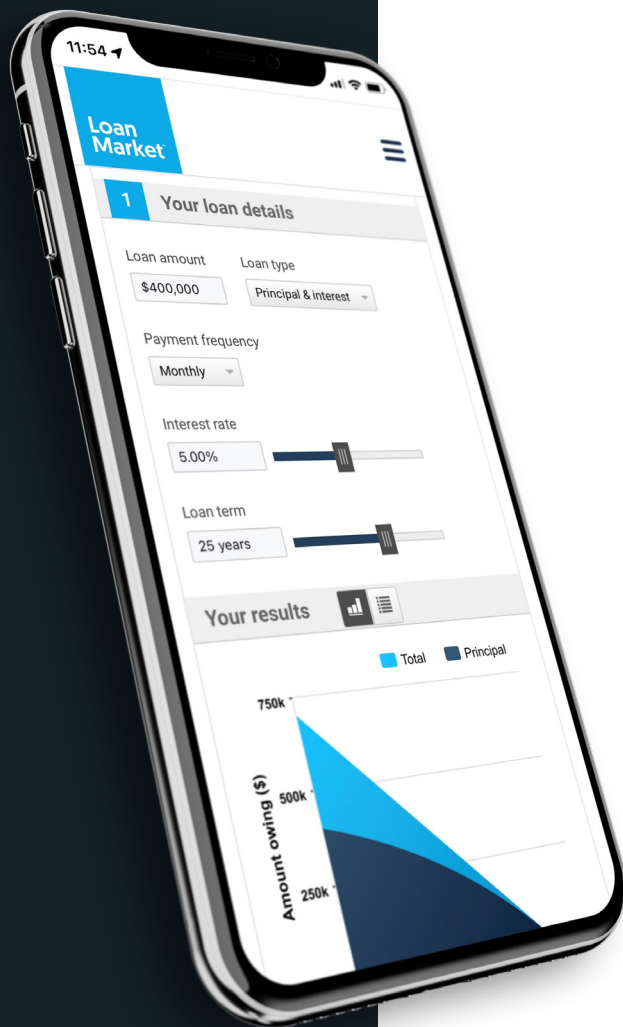 11:54
Loan
Market
1 Your loan details
Loan amount Loan type
$400,000 Principal & interest
Payment frequency
Monthly
Interest rate
5.00%
Loan term
25 years
Your results
Total Principal
750k
500k
250k
Amount owing ($)